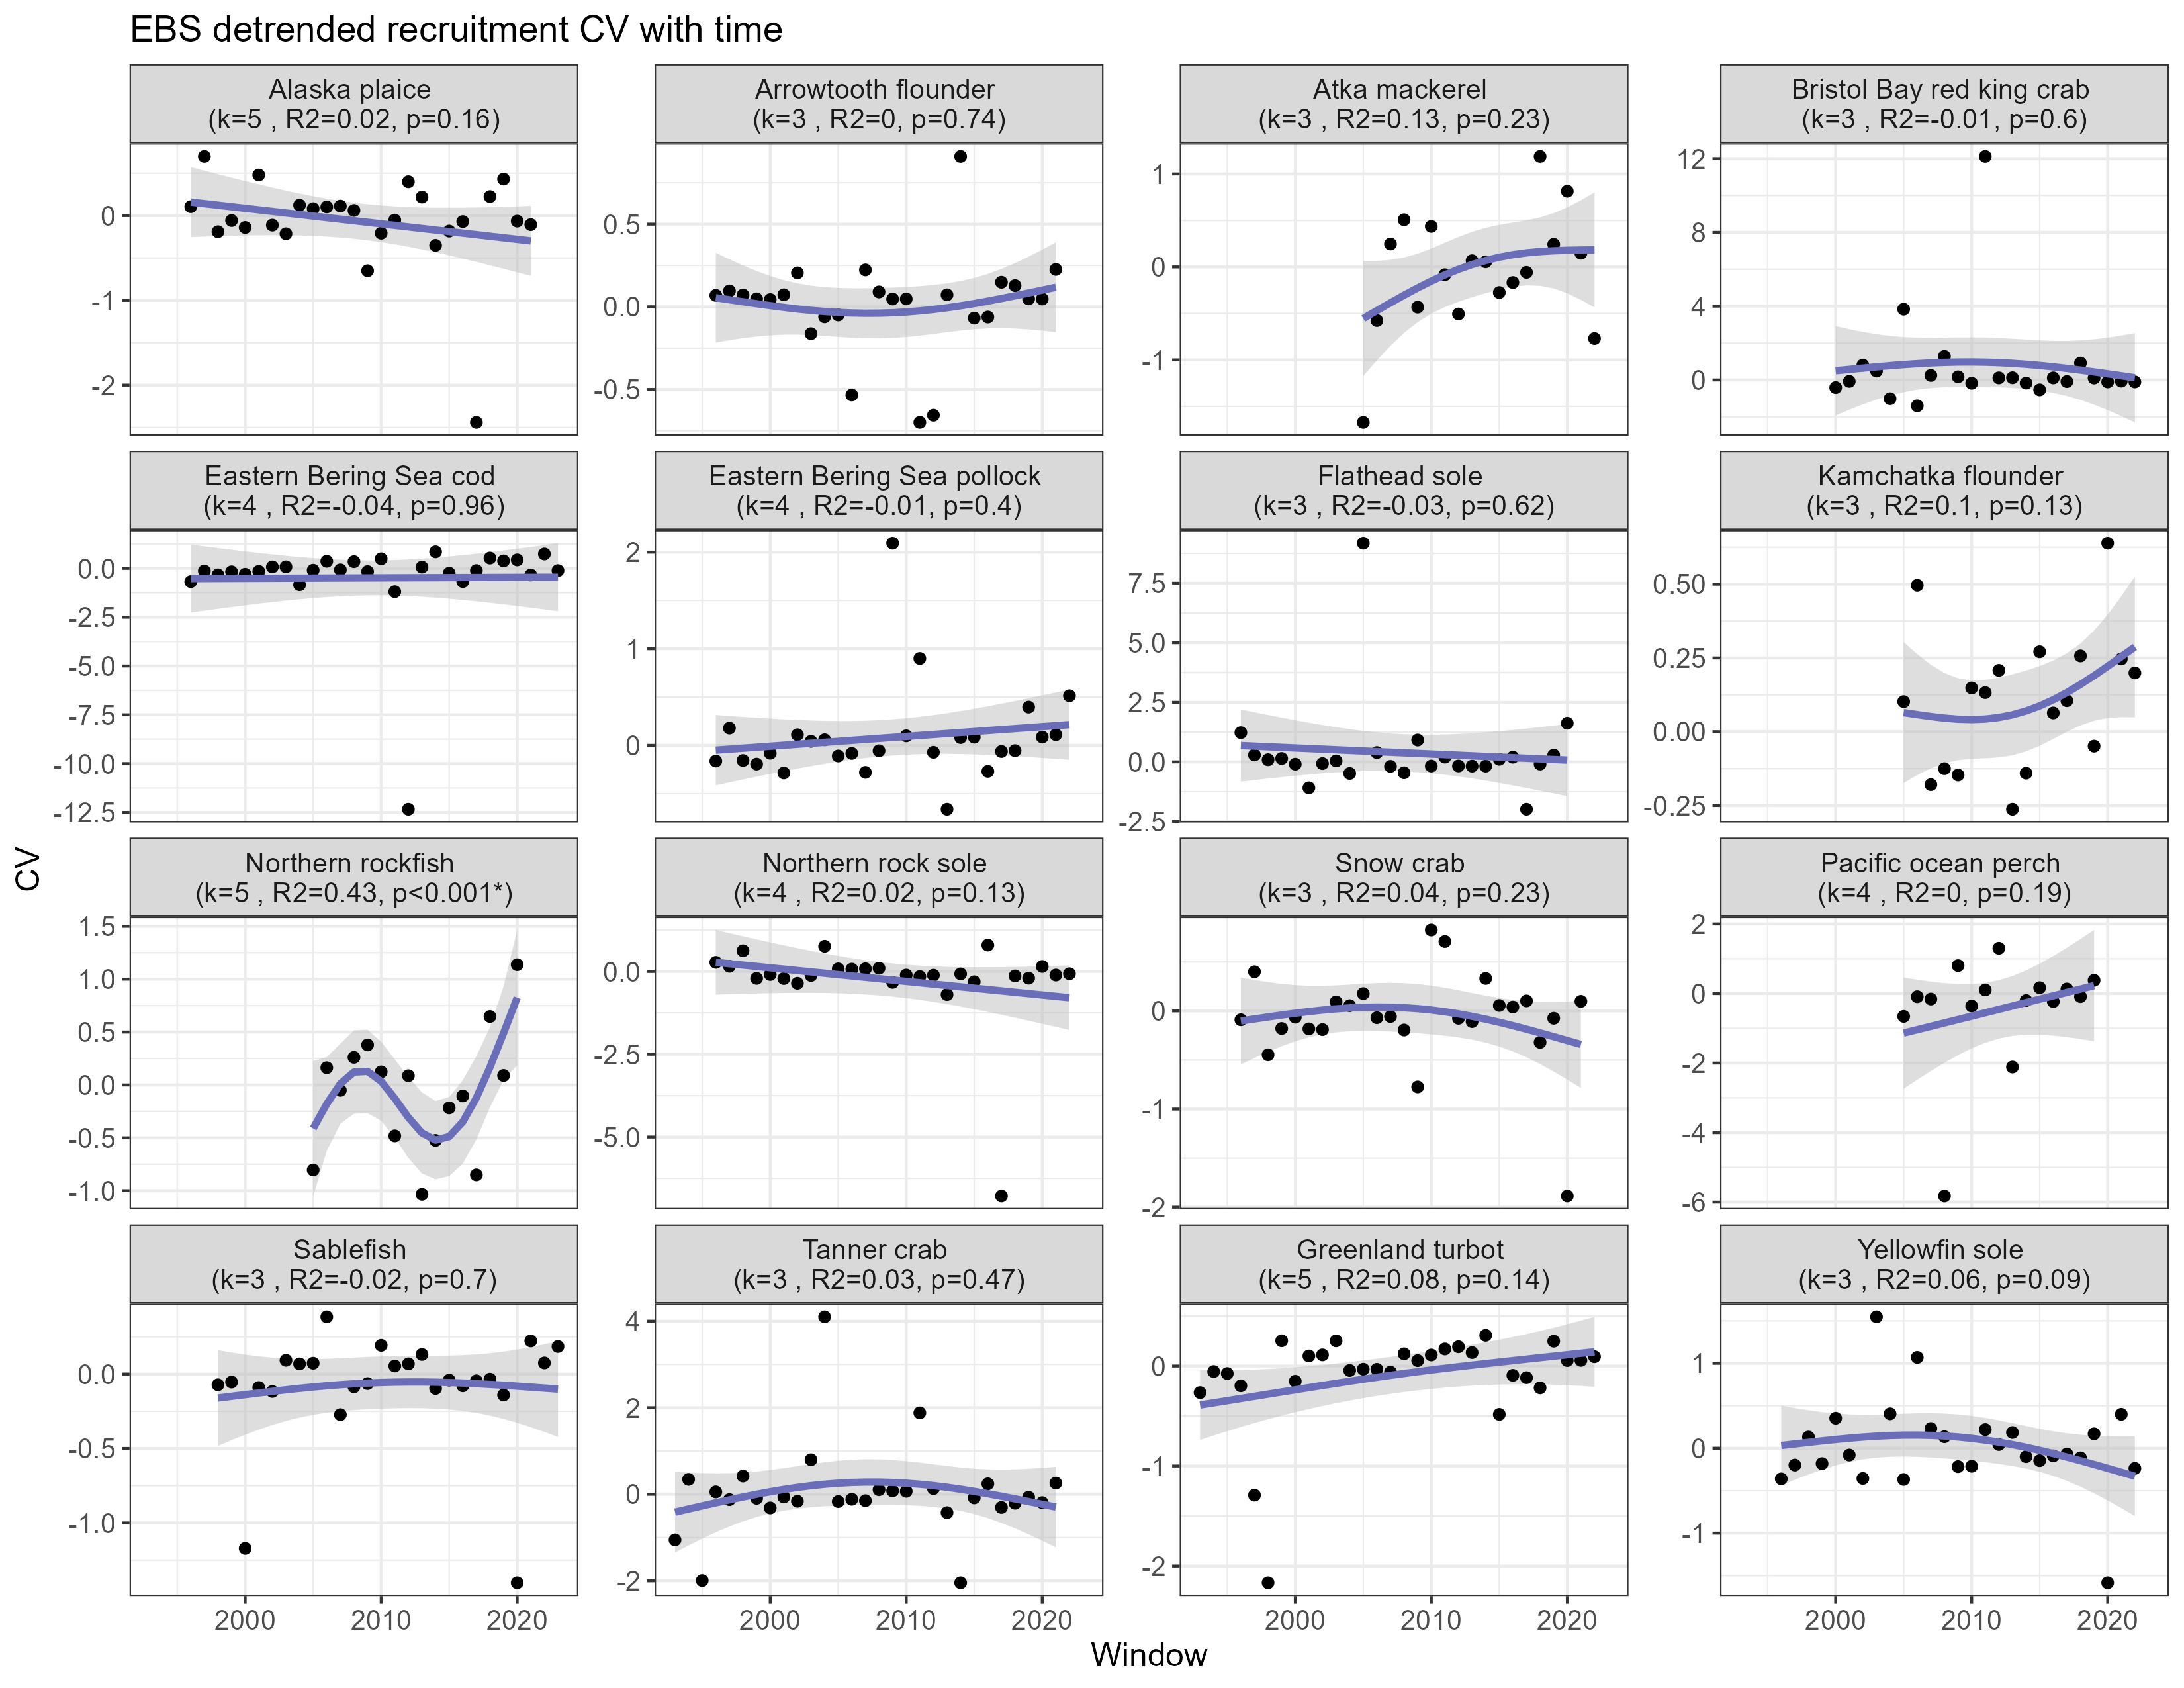 EBS detrended recruitment CV with time
Alaska plaice
(k=5 , R2=0.02, p=0.16)
Arrowtooth flounder
(k=3 , R2=0, p=0.74)
Atka mackerel
(k=3 , R2=0.13, p=0.23)
Bristol Bay red king crab
(k=3 , R2=-0.01, p=0.6)
0
-1
-2
0.5
0.0
-0.5
1
0
-1
12
8
4
0
Eastern Bering Sea cod
(k=4 , R2=-0.04, p=0.96)
Eastern Bering Sea pollock
(k=4 , R2=-0.01, p=0.4)
Flathead sole
(k=3 , R2=-0.03, p=0.62)
Kamchatka flounder
(k=3 , R2=0.1, p=0.13)
0.0
-2.5
-5.0
-7.5
-10.0
-12.5
2
1
0
7.5
5.0
2.5
0.0
-2.5
0.50
0.25
0.00
-0.25
CV
Northern rockfish
(k=5 , R2=0.43, p<0.001*)
Northern rock sole
(k=4 , R2=0.02, p=0.13)
Snow crab
(k=3 , R2=0.04, p=0.23)
Pacific ocean perch
(k=4 , R2=0, p=0.19)
1.5
1.0
0.5
0.0
-0.5
-1.0
0.0
-2.5
-5.0
0
-1
-2
2
0
-2
-4
-6
Sablefish
(k=3 , R2=-0.02, p=0.7)
Tanner crab
(k=3 , R2=0.03, p=0.47)
Greenland turbot
(k=5 , R2=0.08, p=0.14)
Yellowfin sole
(k=3 , R2=0.06, p=0.09)
0.0
-0.5
-1.0
4
2
0
-2
0
-1
-2
1
0
-1
2000 2010 2020
2000 2010 2020
2000 2010 2020
2000 2010 2020
Window